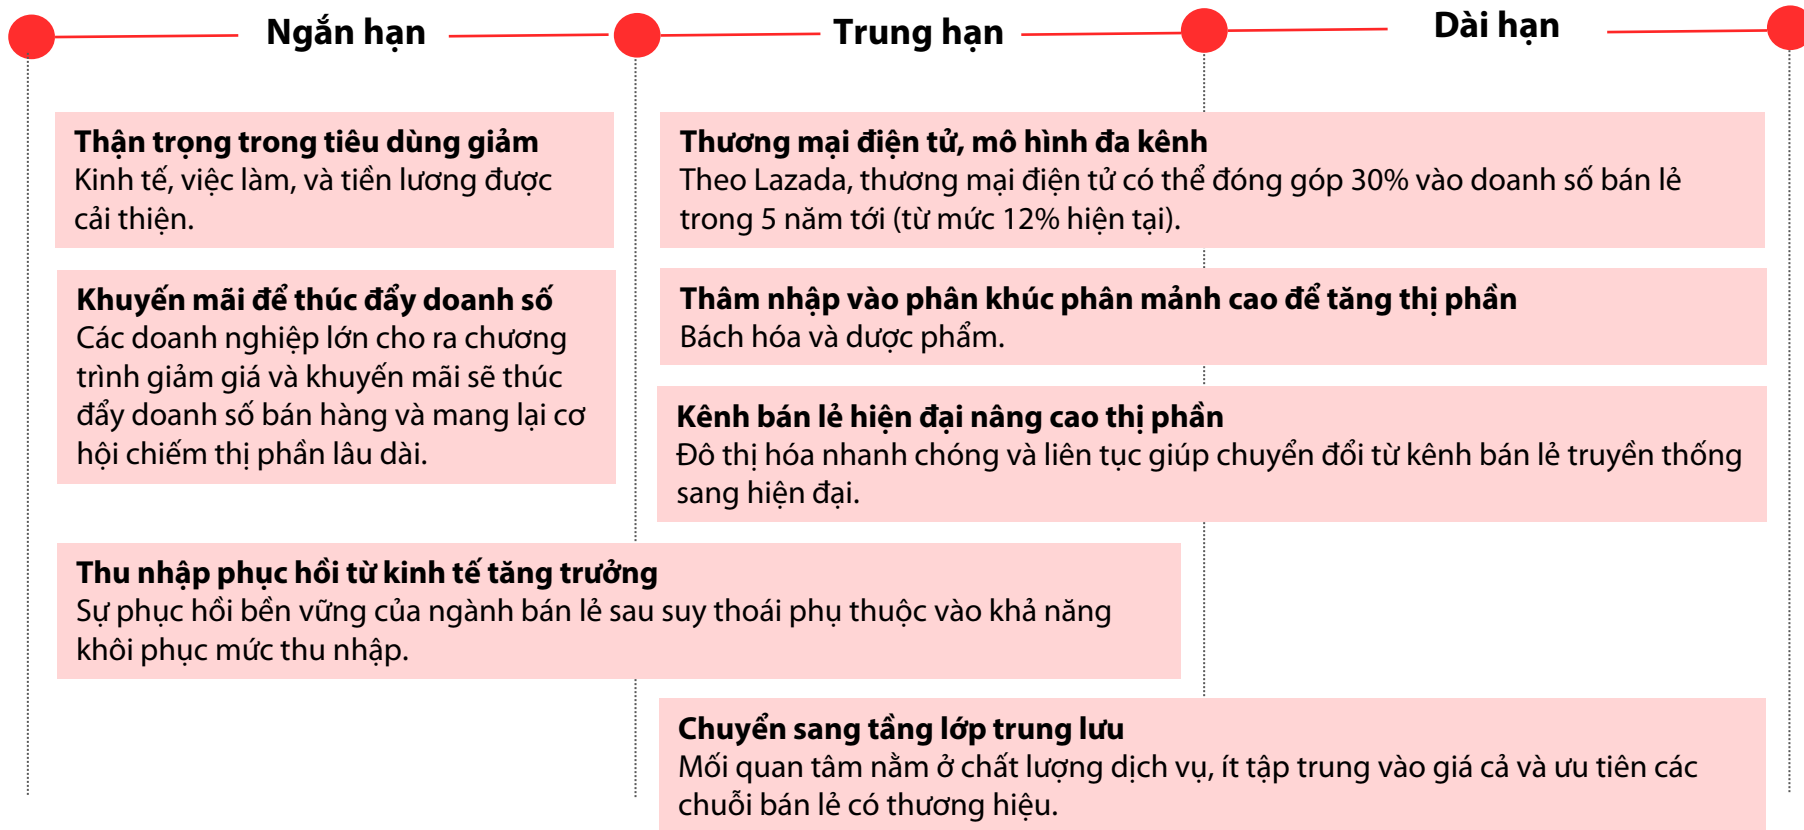 Ngắn hạn
Trung hạn
Dài hạn
Thận trọng trong tiêu dùng giảm
Kinh tế, việc làm, và tiền lương được
cải thiện.
Thương mại điện tử, mô hình đa kênh
Theo Lazada, thương mại điện tử có thể đóng góp 30% vào doanh số bán lẻ
trong 5 năm tới (từ mức 12% hiện tại).
Khuyến mãi để thúc đẩy doanh số
Các doanh nghiệp lớn cho ra chương
trình giảm giá và khuyến mãi sẽ thúc
đẩy doanh số bán hàng và mang lại cơ
hội chiếm thị phần lâu dài.
Thâm nhập vào phân khúc phân mảnh cao để tăng thị phần
Bách hóa và dược phẩm.
Kênh bán lẻ hiện đại nâng cao thị phần
Đô thị hóa nhanh chóng và liên tục giúp chuyển đổi từ kênh bán lẻ truyền thống
sang hiện đại.
Thu nhập phục hồi từ kinh tế tăng trưởng
Sự phục hồi bền vững của ngành bán lẻ sau suy thoái phụ thuộc vào khả năng
khôi phục mức thu nhập.
Chuyển sang tầng lớp trung lưu
Mối quan tâm nằm ở chất lượng dịch vụ, ít tập trung vào giá cả và ưu tiên các
chuỗi bán lẻ có thương hiệu.